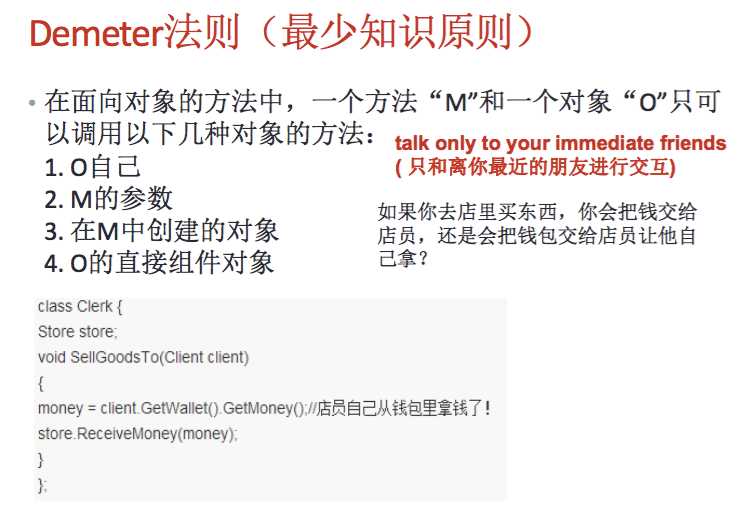 Demeter法则（最少知识原则）
• 在面向对象的方法中，一个方法“M”和一个对象“O”只可
以调用以下几种对象的方法：
talk only to your immediate friends
( 只和离你最近的朋友进行交互)
1. O自己
2. M的参数
3. 在M中创建的对象
4. O的直接组件对象
如果你去店里买东西，你会把钱交给
店员，还是会把钱包交给店员让他自
己拿？
class Clerk {
Store store;
void SellGoodsTo(Client client)
{
money = client.GetWallet().GetMoney();//店员自己从钱包里拿钱了！
store.ReceiveMoney(money);
}
};